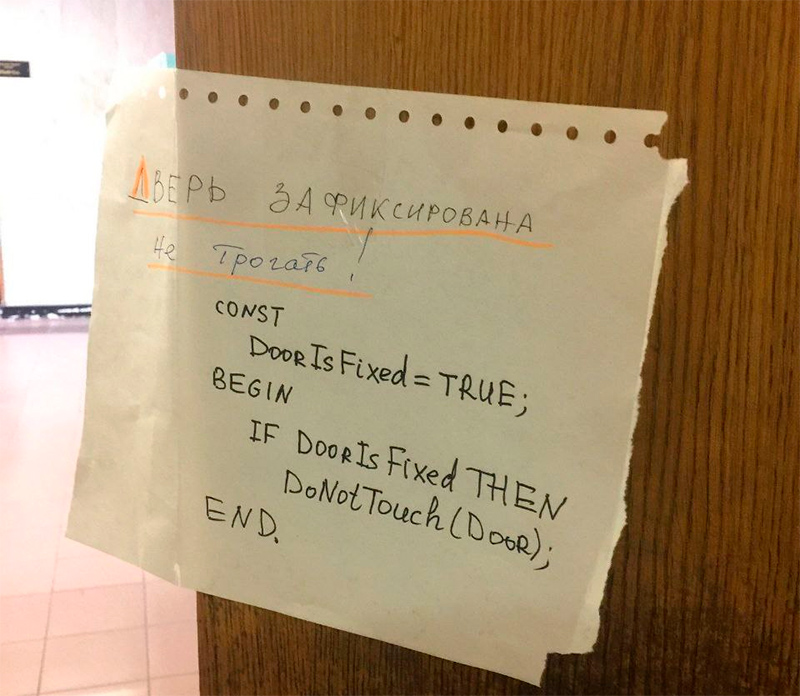 ДВЕРЬ ЗАФИКСИРОВАНА
Не Трогать!
CONST
DOORIsFixed = TRUE;
BEGIN
IF DOORIsFixed THEN
DoNotTouch(DOOR);
END.